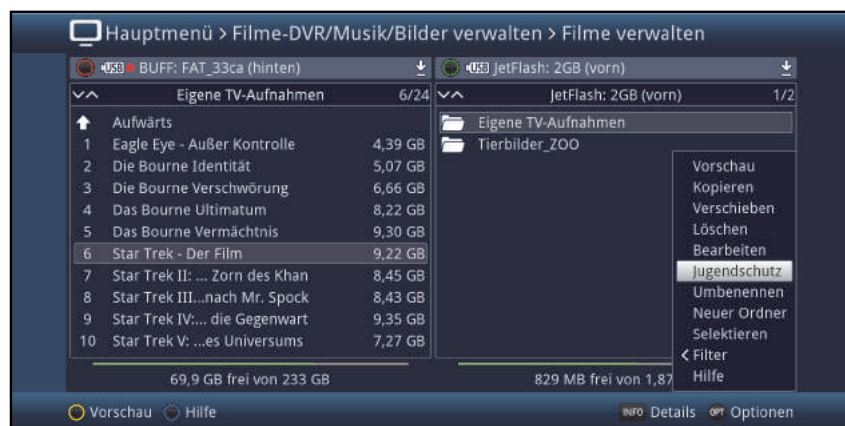 Hauptmenü > Filme-DVR/Musik/Bilder verwalten > Filme verwalten
USB BUFF: FAT_33ca (hinten)
Eigene TV-Aufnahmen 6/24
Aufwärts
1 Eagle Eye - Außer Kontrolle 4,39 GB
2 Die Bourne Identität 5,07 GB
3 Die Bourne Verschwörung 6,66 GB
4 Das Bourne Ultimatum 8,22 GB
5 Das Bourne Vermächtnis 9,30 GB
6 Star Trek - Der Film 9,22 GB
7 Star Trek II: ... Zorn des Khan 8,45 GB
8 Star Trek III...nach Mr. Spock 8,43 GB
9 Star Trek IV:... die Gegenwart 9,35 GB
10 Star Trek V: ...es Universums 7,27 GB
69,9 GB frei von 233 GB
USB JetFlash: 2GB (vorn)
JetFlash: 2GB (vorn) 1/2
Eigene TV-Aufnahmen
Tierbilder_ZOO
829 MB frei von 1,87
Vorschau
Kopieren
Verschieben
Löschen
Bearbeiten
Jugendschutz
Umbenennen
Neuer Ordner
Selektieren
< Filter
Hilfe
Vorschau Hilfe
INFO Details OPT Optionen